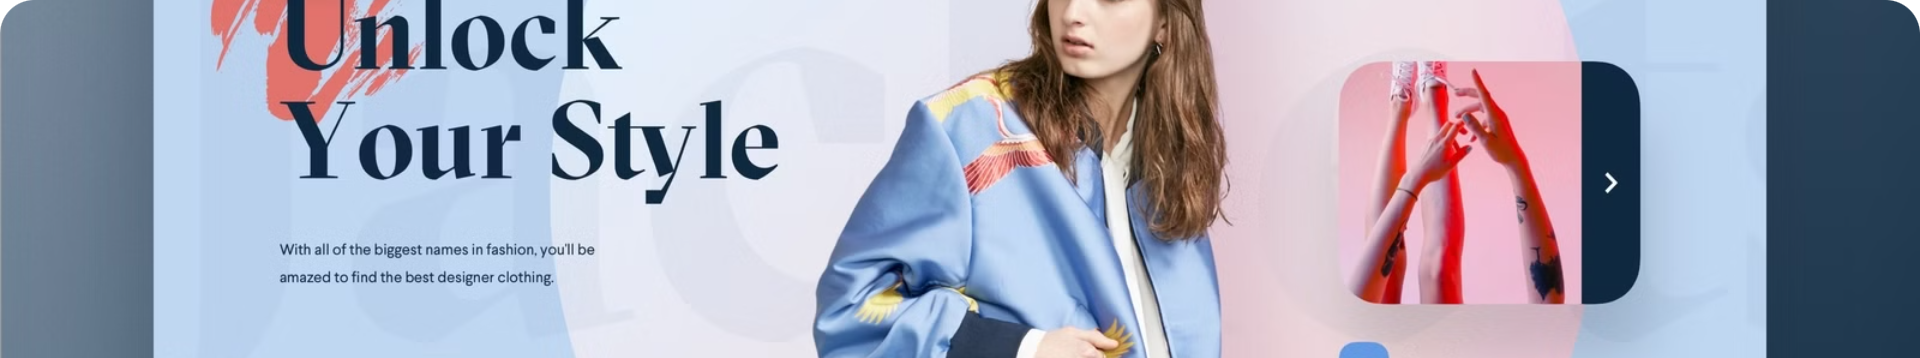 Unlock
Your Style
With all of the biggest names in fashion, you'll be
amazed to find the best designer clothing.